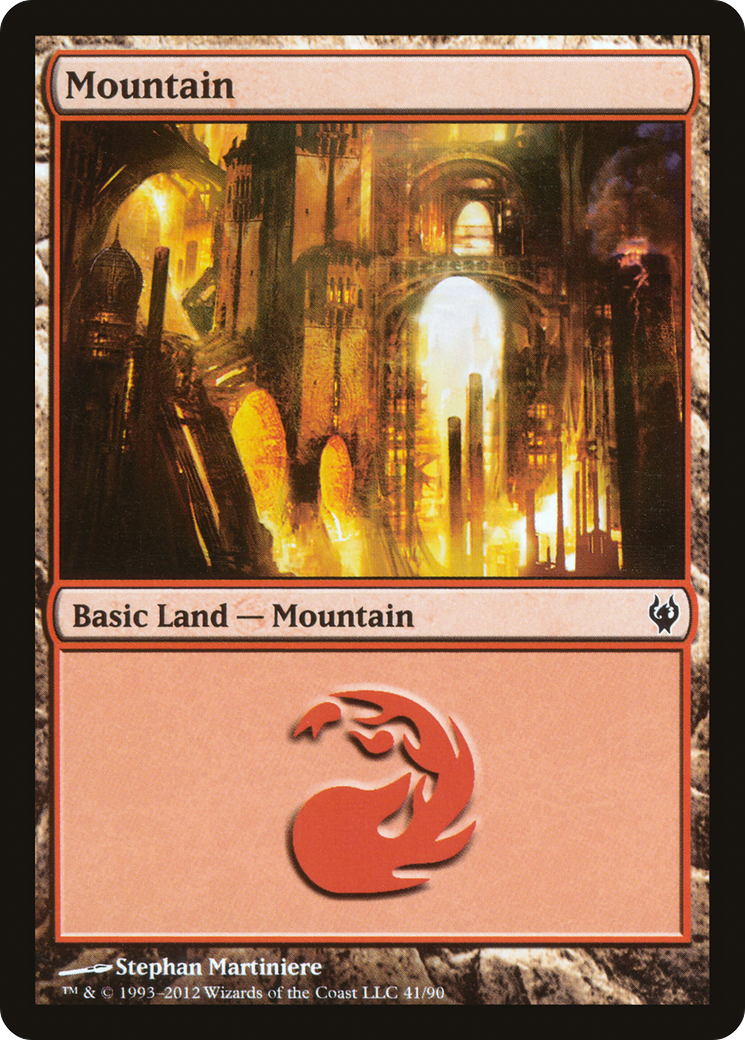 Mountain
Basic Land — Mountain
Stephan Martiniere
™ & © 1993–2012 Wizards of the Coast LLC 41/90